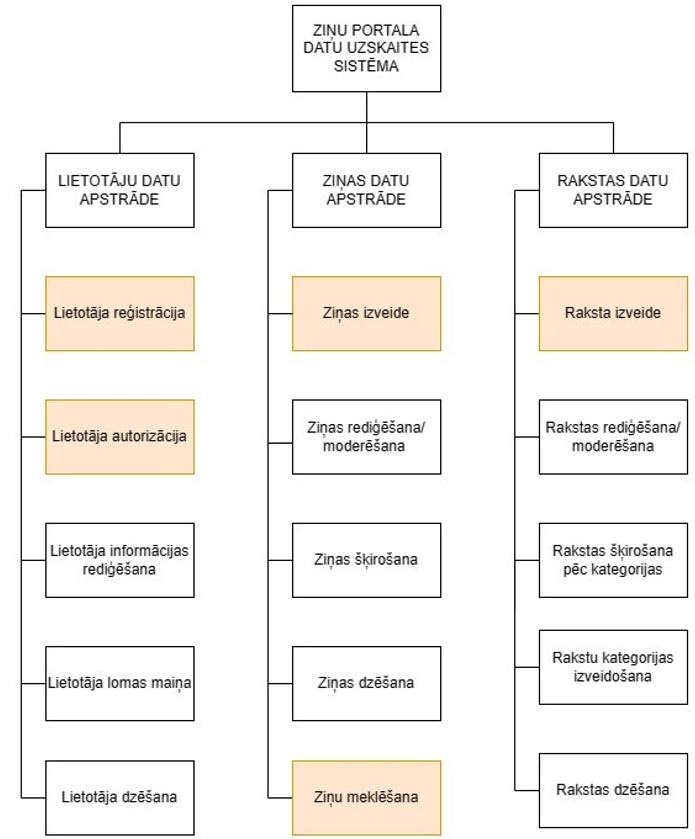 ZIŅU PORTALA
DATU UZSKAITES
SISTĒMA
LIETOTĀJU DATU
APSTRĀDE
Lietotāja reģistrācija
Lietotāja autorizācija
Lietotāja informācijas
rediģēšana
Lietotāja lomas maiņa
Lietotāja dzēšana
ZIŅAS DATU
APSTRĀDE
Ziņas izveide
Ziņas rediģēšana/
moderēšana
Ziņas šķirošana
Ziņas dzēšana
Ziņu meklēšana
RAKSTAS DATU
APSTRĀDE
Raksta izveide
Rakstas rediģēšana/
moderēšana
Rakstas šķirošana
pēc kategorijas
Rakstu kategorijas
izveidošana
Rakstas dzēšana